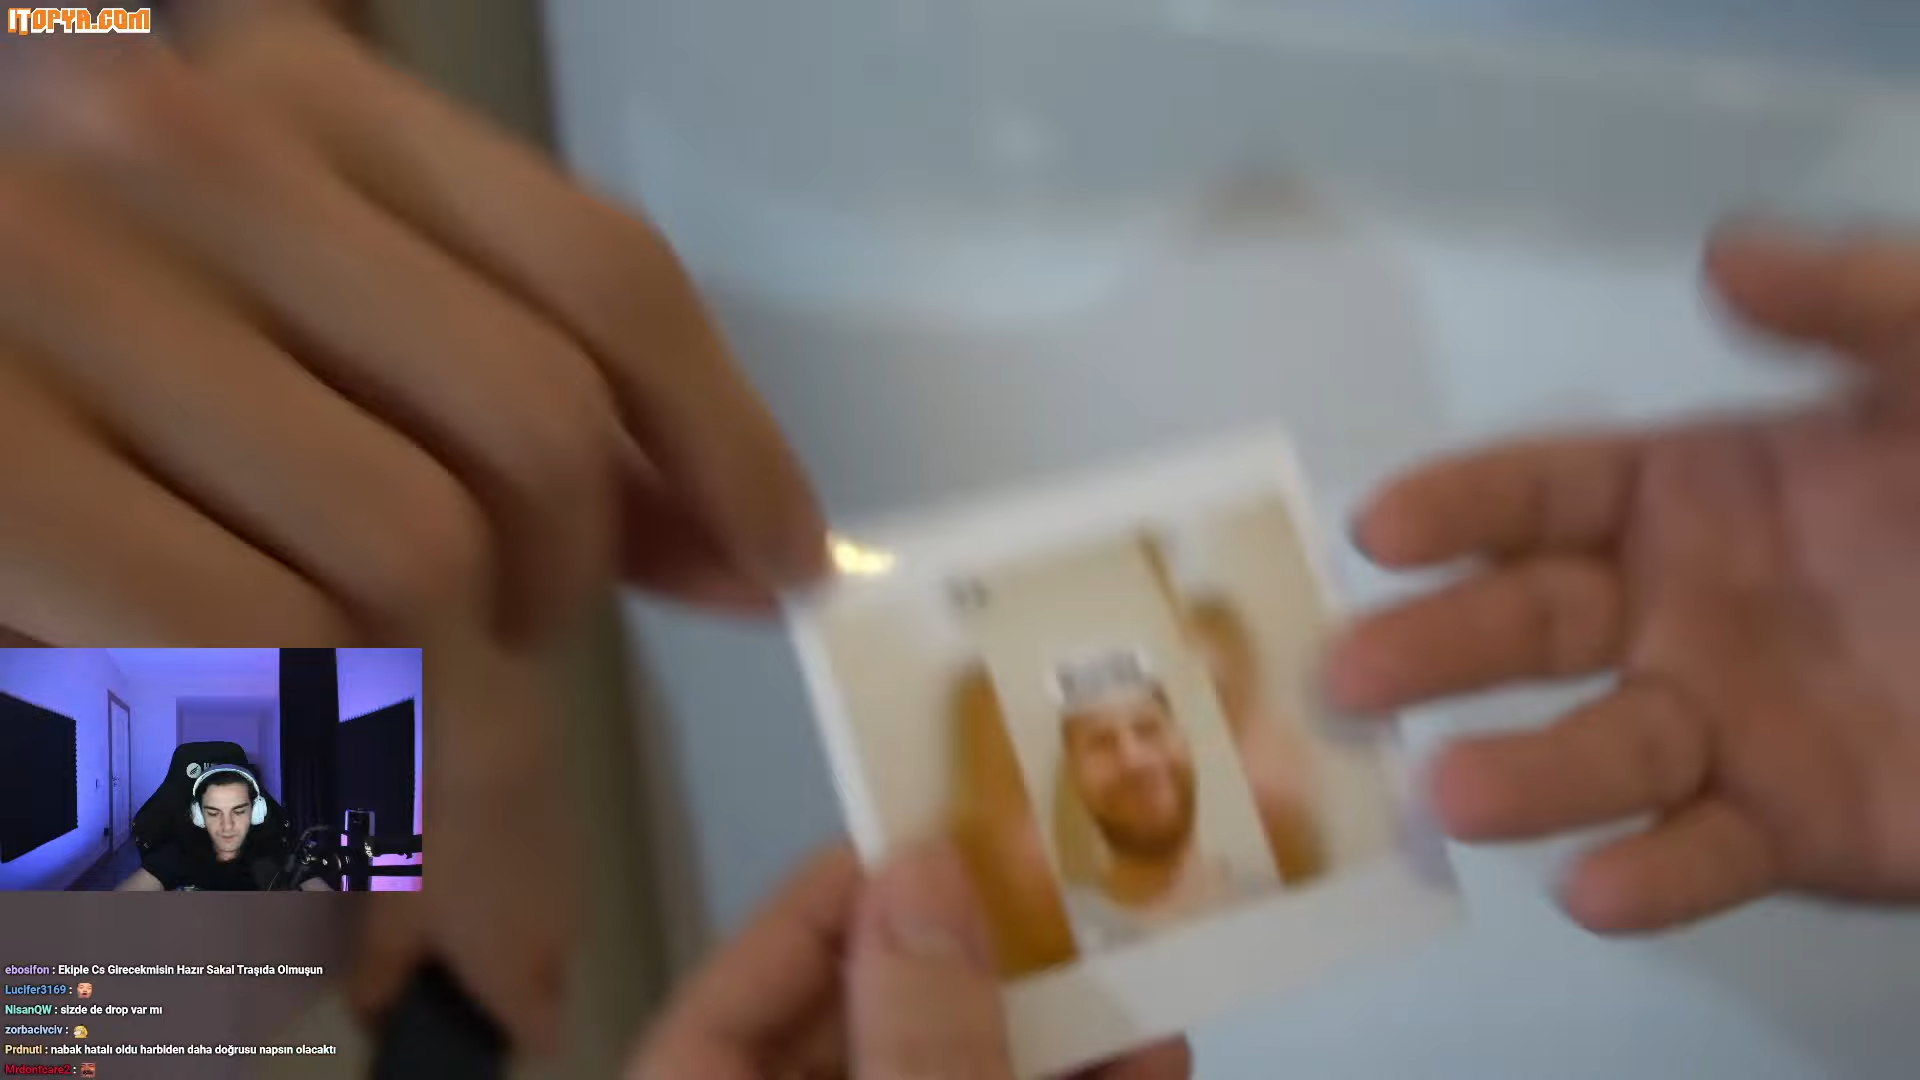 ITOPYA.COM
ebosifon : Ekiple Cs Girecekmisin Hazır Sakal Traşıda Olmuşun
Lucifer3169 :
NisanQW : sizde de drop var mı
zorbacivciv :
Prdnuti : nabak hatalı oldu harbiden daha doğrusu napsın olacaktı
Mrdontcare2 :